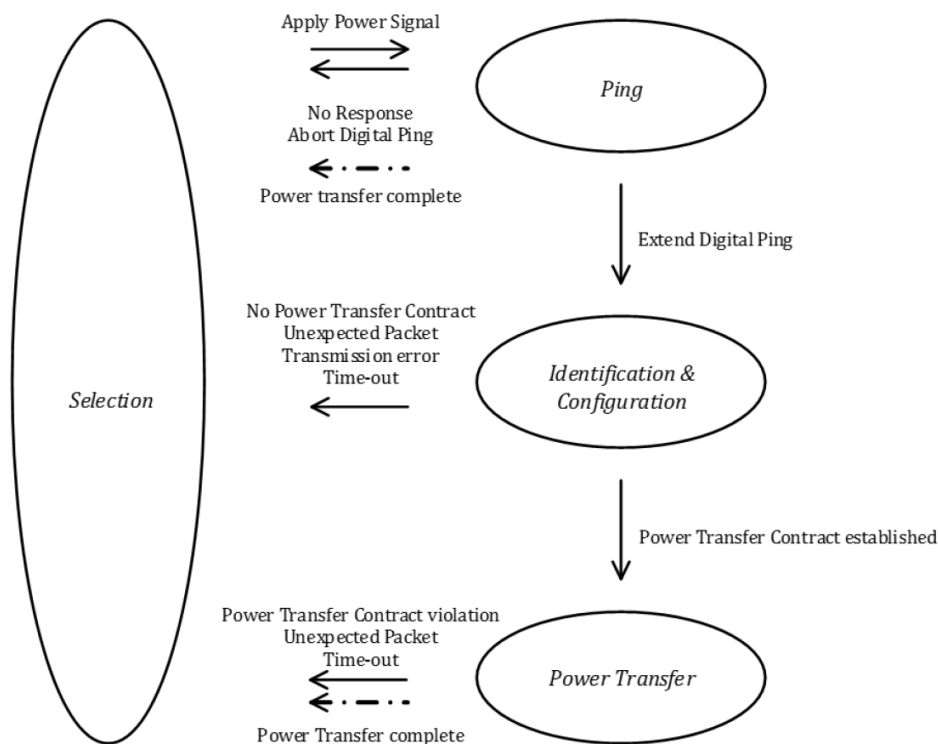 Apply Power Signal
Ping
No Response
Abort Digital Ping
Power transfer complete
Extend Digital Ping
No Power Transfer Contract
Unexpected Packet
Transmission error
Time-out
Selection
Identification &
Configuration
Power Transfer Contract established
Power Transfer Contract violation
Unexpected Packet
Time-out
Power Transfer
Power Transfer complete